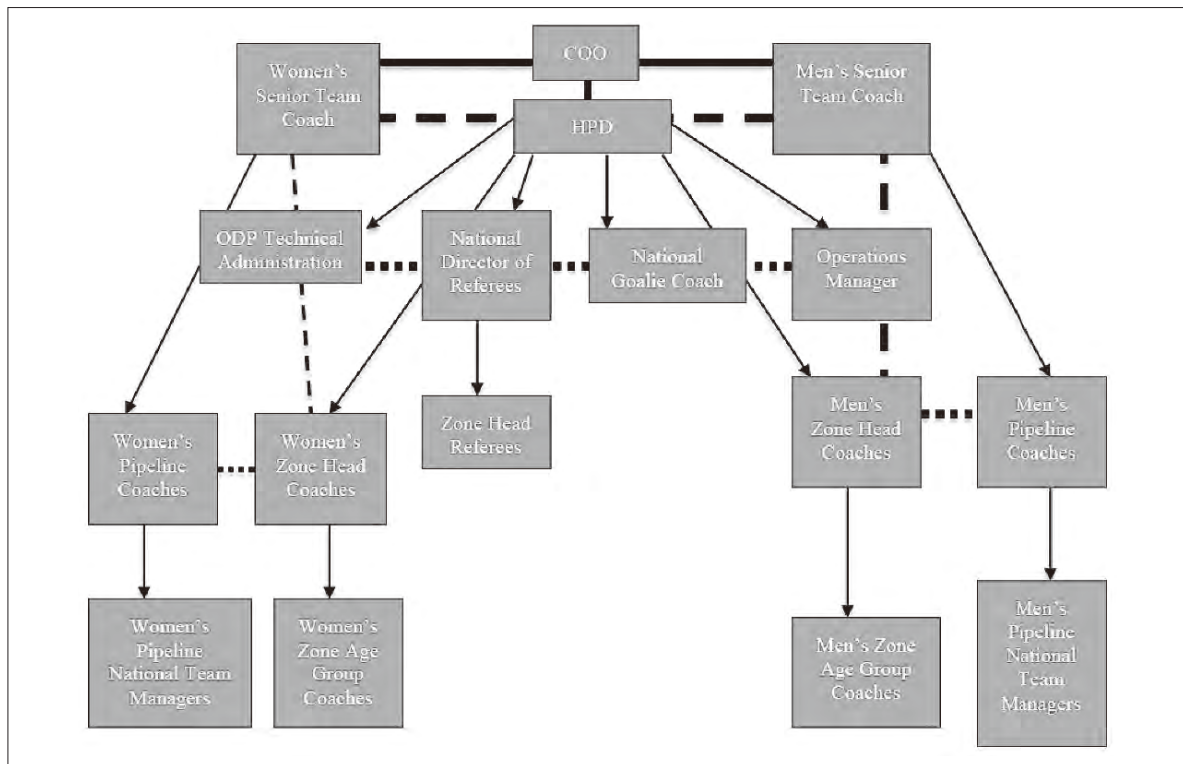 COO
Women's
Senior Team
Coach
Men's Senior
Team Coach
HPD
ODP Technical
Administration
National
Director of
Referees
National
Goalie Coach
Operations
Manager
Women's
Pipeline
Coaches
Women's
Zone Head
Coaches
Zone Head
Referees
Men's
Zone Head
Coaches
Men's
Pipeline
Coaches
Women's
Pipeline
National Team
Managers
Women's
Zone Age
Group
Coaches
Men's Zone
Age Group
Coaches
Men's
Pipeline
National
Team
Managers